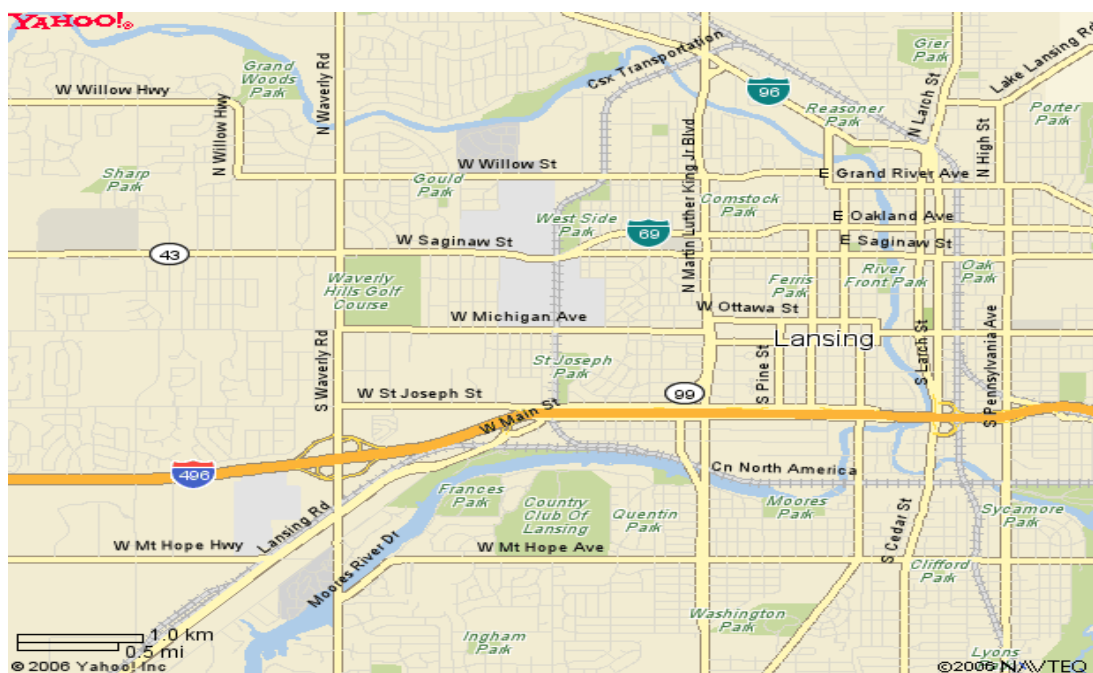 YAHOO!®
Gier
Park
Grand
Woods
Park
N Waverly Rd
Csx Transportation
96
Lake Lansing Rd
W Willow Hwy
Reasoner
Park
N Larch St
Porter
Park
N Willow Hwy
N Martin Luther King Jr Blvd
N High St
W Willow St
Sharp
Park
Gould
Park
E Grand River Ave
Comstock
Park
West Side
Park
E Oakland Ave
69
W Saginaw St
E Saginaw St
43
Waverly
Hills Golf
Course
Ferris
Park
River
Front Park
Oak
Park
W Ottawa St
W Michigan Ave
Lansing
S Waverly Rd
St Joseph
Park
S Pine St
S Larch St
S Pennsylvania Ave
W St Joseph St
99
W Main St
496
Cn North America
Frances
Park
Country
Club Of
Lansing
Quentin
Park
Moores
Park
Sycamore
Park
Lansing Rd
S Cedar St
W Mt Hope Hwy
W Mt Hope Ave
Clifford
Park
Moores River Dr
Washington
Park
Ingham
Park
Lyons
Park
1.0 km
0.5 mi
© 2006 Yahoo! Inc
©2006 NAVTEQ